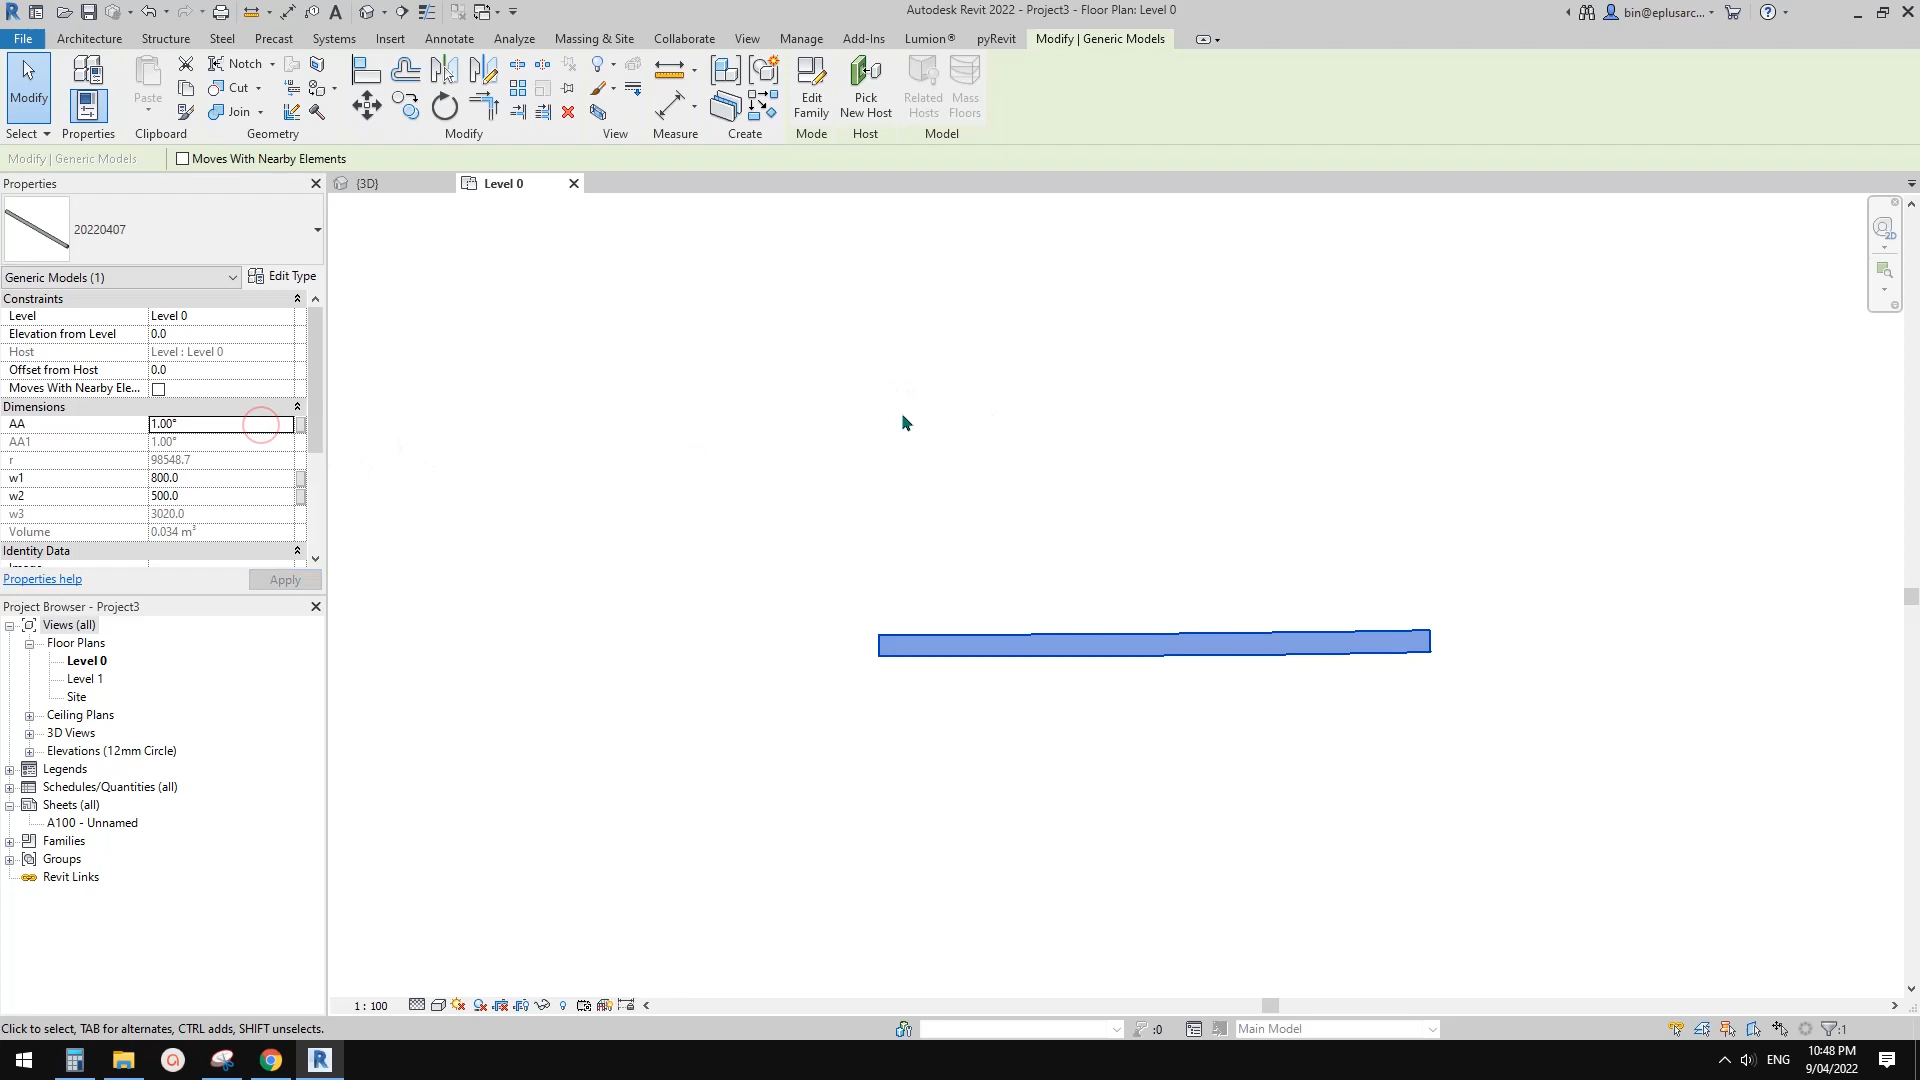 Autodesk Revit 2022 - Project3 - Floor Plan: Level 0
bin@eplusarc...
File Architecture Structure Steel Precast Systems Insert Annotate Analyze Massing & Site Collaborate View Manage Add-Ins Lumion® pyRevit Modify | Generic Models
Modify
Paste
Notch
Cut
Join
Edit
Family
Pick
New Host
Related
Hosts
Mass
Floors
Select Properties Clipboard Geometry Modify View Measure Create Mode Host Model
Modify | Generic Models Moves With Nearby Elements
Properties
{3D}
Level 0
20220407
2D
Generic Models (1) Edit Type
Constraints
Level Level 0
Elevation from Level 0.0
Host Level : Level 0
Offset from Host 0.0
Moves With Nearby Ele...
Dimensions
AA 1.00°
AA1 1.00°
r 98548.7
w1 800.0
w2 500.0
w3 3020.0
Volume 0.034 m³
Identity Data
Properties help Apply
Project Browser - Project3
Views (all)
Floor Plans
Level 0
Level 1
Site
Ceiling Plans
3D Views
Elevations (12mm Circle)
Legends
Schedules/Quantities (all)
Sheets (all)
A100 - Unnamed
Families
Groups
Revit Links
1 : 100
Click to select, TAB for alternates, CTRL adds, SHIFT unselects.
:0
Main Model
:1
ENG
10:48 PM
9/04/2022